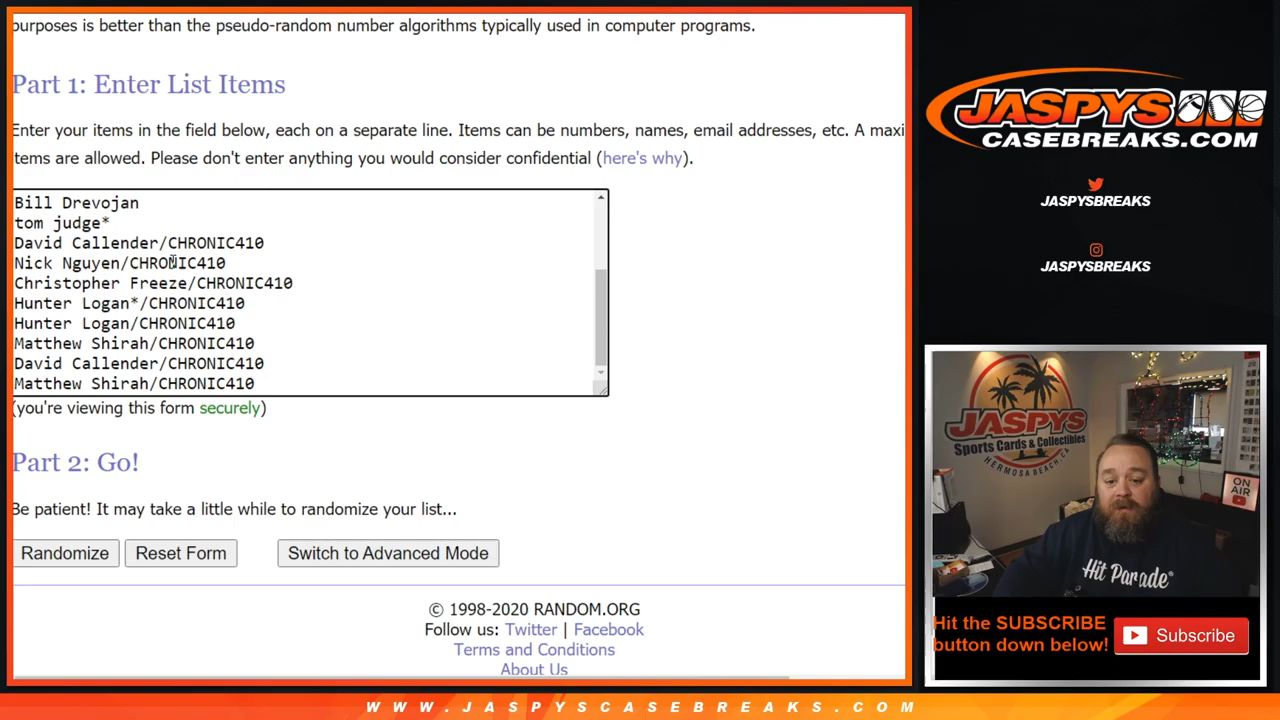 purposes is better than the pseudo-random number algorithms typically used in computer programs.
Part 1: Enter List Items
Enter your items in the field below, each on a separate line. Items can be numbers, names, email addresses, etc. A maxi
items are allowed. Please don't enter anything you would consider confidential (here's why).
Bill Drevojan
tom judge*
David Callender/CHRONIC410
Nick Nguyen/CHRONIC410
Christopher Freeze/CHRONIC410
Hunter Logan*/CHRONIC410
Hunter Logan/CHRONIC410
Matthew Shirah/CHRONIC410
David Callender/CHRONIC410
Matthew Shirah/CHRONIC410
(you're viewing this form securely)
Part 2: Go!
Be patient! It may take a little while to randomize your list...
Randomize
Reset Form
Switch to Advanced Mode
© 1998-2020 RANDOM.ORG
Follow us: Twitter | Facebook
Terms and Conditions
About Us
JASPYS
CASEBREAKS.COM
JASPYSBREAKS
JASPYSBREAKS
JASPYS
Sports Cards & Collectibles
HERMOSA BEACH, CA
ON
AIR
Hit Parade
Hit the SUBSCRIBE
button down below!
Subscribe
WWW.JASPYSCASEBREAKS.COM